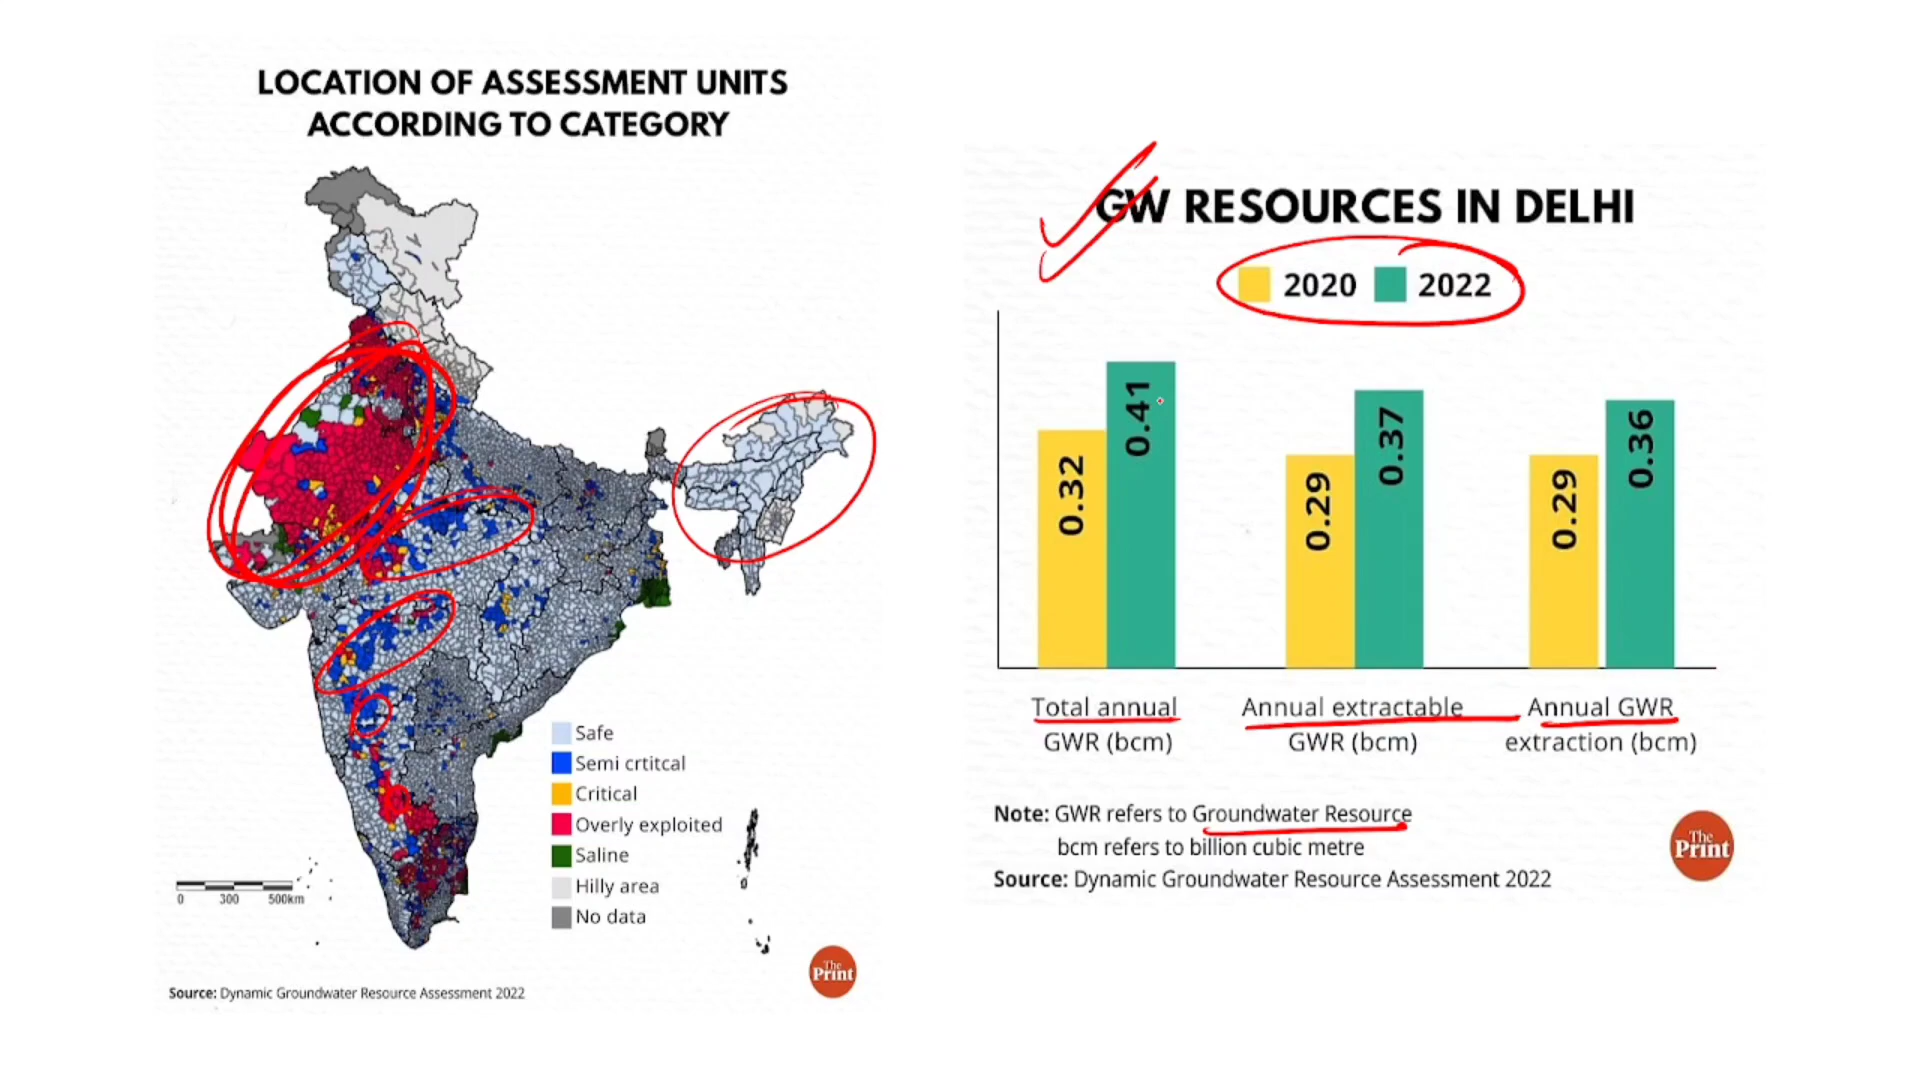 LOCATION OF ASSESSMENT UNITS
ACCORDING TO CATEGORY
Safe
Semi crtitcal
Critical
Overly exploited
Saline
Hilly area
No data
0 300 500km
The
Print
Source: Dynamic Groundwater Resource Assessment 2022
GW RESOURCES IN DELHI
2020 2022
0.32
0.41
0.29
0.37
0.29
0.36
Total annual
GWR (bcm)
Annual extractable
GWR (bcm)
Annual GWR
extraction (bcm)
Note: GWR refers to Groundwater Resource
bcm refers to billion cubic metre
Source: Dynamic Groundwater Resource Assessment 2022
The
Print